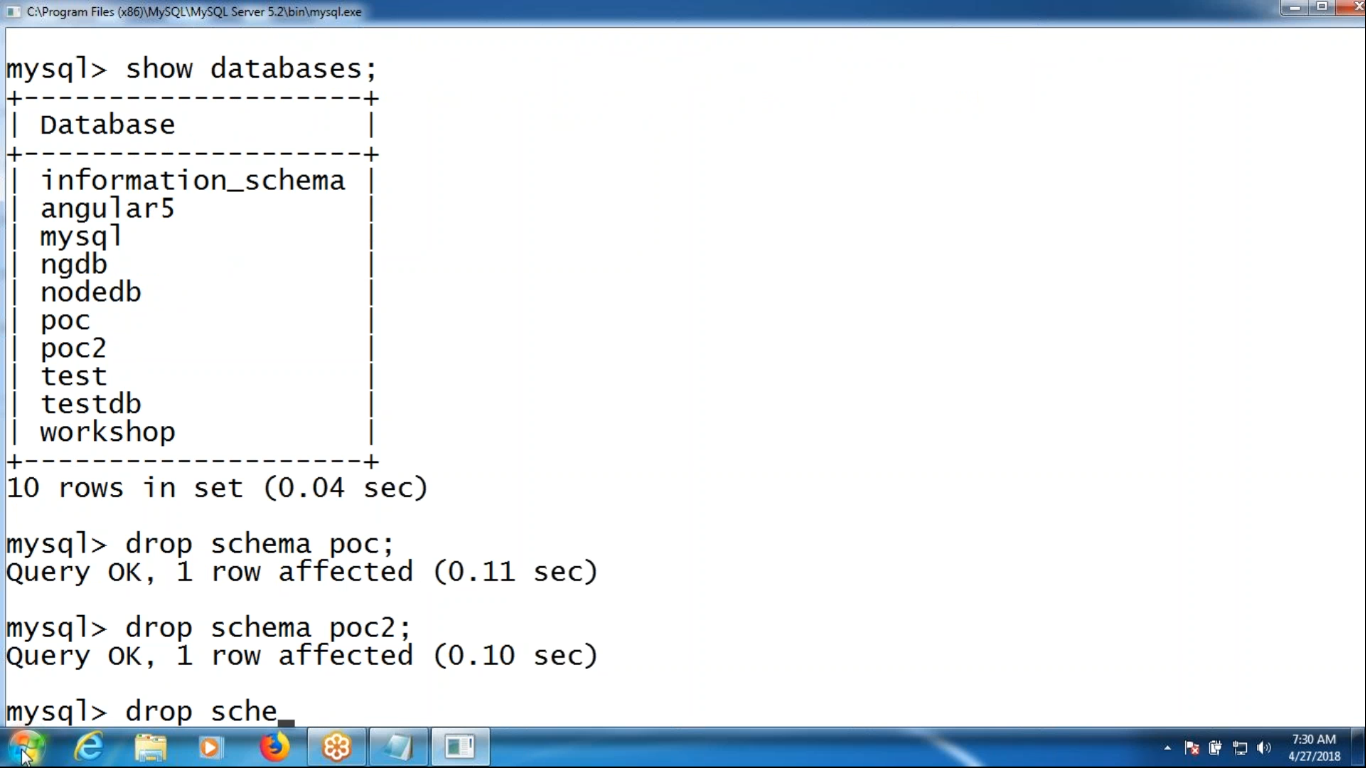 C:\Program Files (x86)\MySQL\MySQL Server 5.2\bin\mysql.exe
mysql> show databases;
+--------------------+
| Database           |
+--------------------+
| information_schema |
| angular5           |
| mysql              |
| ngdb               |
| nodedb             |
| poc                |
| poc2               |
| test               |
| testdb             |
| workshop           |
+--------------------+
10 rows in set (0.04 sec)
mysql> drop schema poc;
Query OK, 1 row affected (0.11 sec)
mysql> drop schema poc2;
Query OK, 1 row affected (0.10 sec)
mysql> drop sche_
7:30 AM
4/27/2018